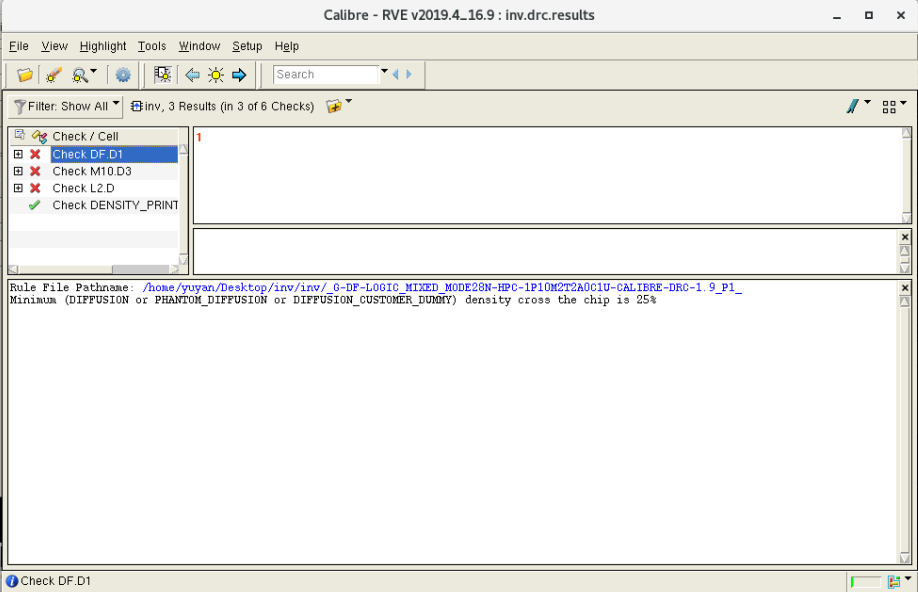 Calibre - RVE v2019.4_16.9 : inv.drc.results
File View Highlight Tools Window Setup Help
Search
Filter: Show All inv, 3 Results (in 3 of 6 Checks)
Check / Cell
Check DF.D1
Check M10.D3
Check L2.D
Check DENSITY_PRINT
1
Rule File Pathname: /home/yuyan/Desktop/inv/inv/_G-DF-LOGIC_MIXED_MODE28N-HPC-1P10M2T2A0C1U-CALIBRE-DRC-1.9_P1_
Minimum (DIFFUSION or PHANTOM_DIFFUSION or DIFFUSION_CUSTOMER_DUMMY) density cross the chip is 25%
Check DF.D1